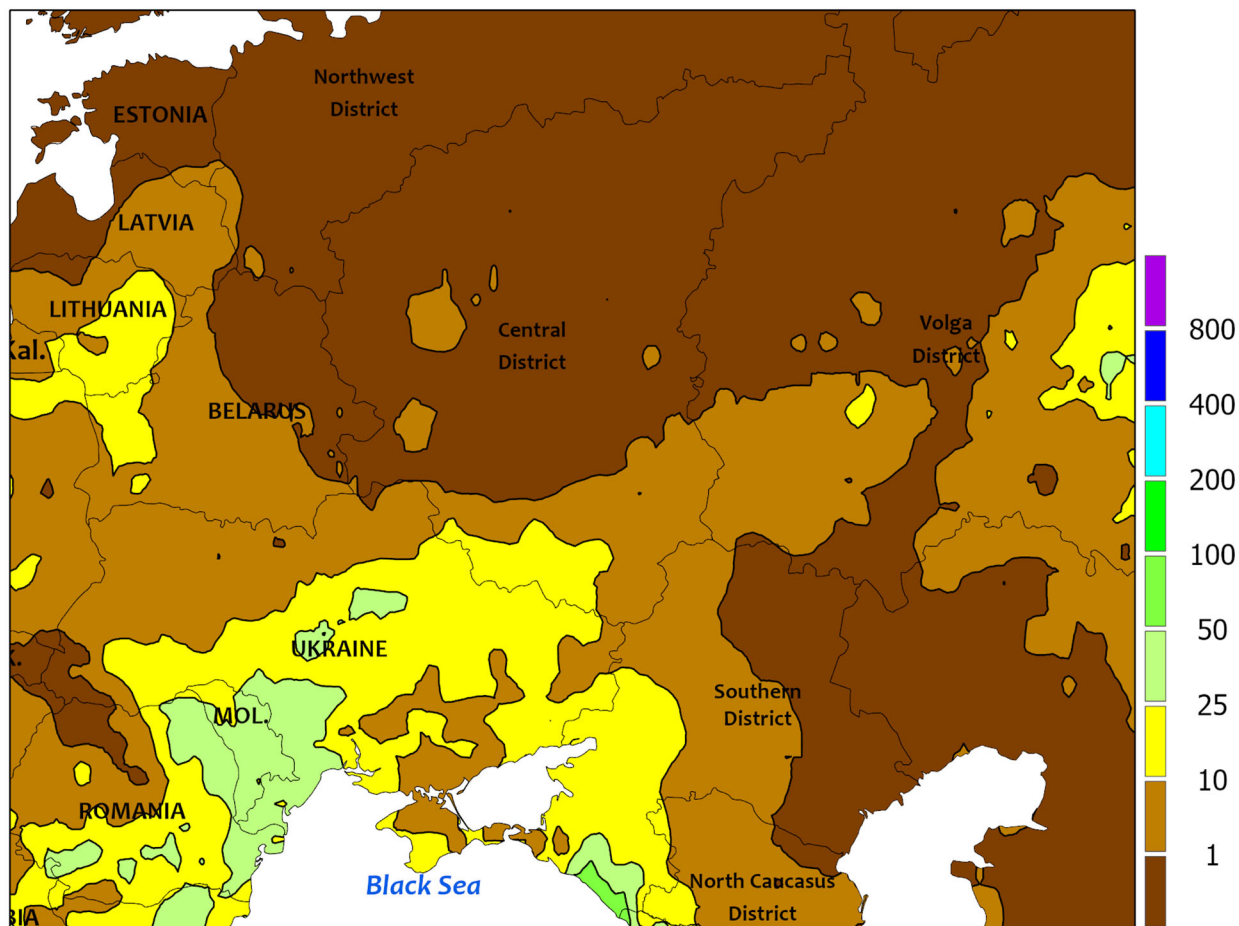 Northwest
District
ESTONIA
LATVIA
LITHUANIA
Kal.
Central
District
Volga
District
BELARUS
800
400
200
100
50
25
10
1
UKRAINE
K.
MOL.
Southern
District
ROMANIA
Black Sea
North Caucasus
District
BIA